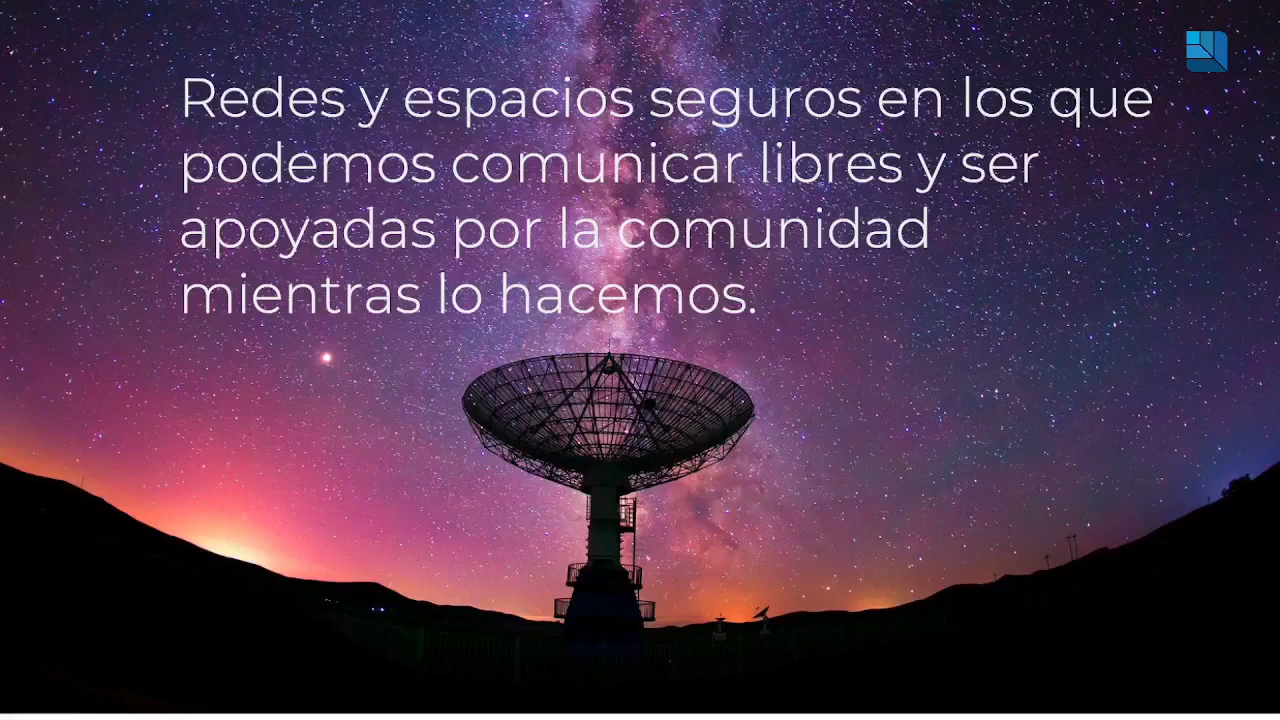 Redes y espacios seguros en los que
podemos comunicar libres y ser
apoyadas por la comunidad
mientras lo hacemos.